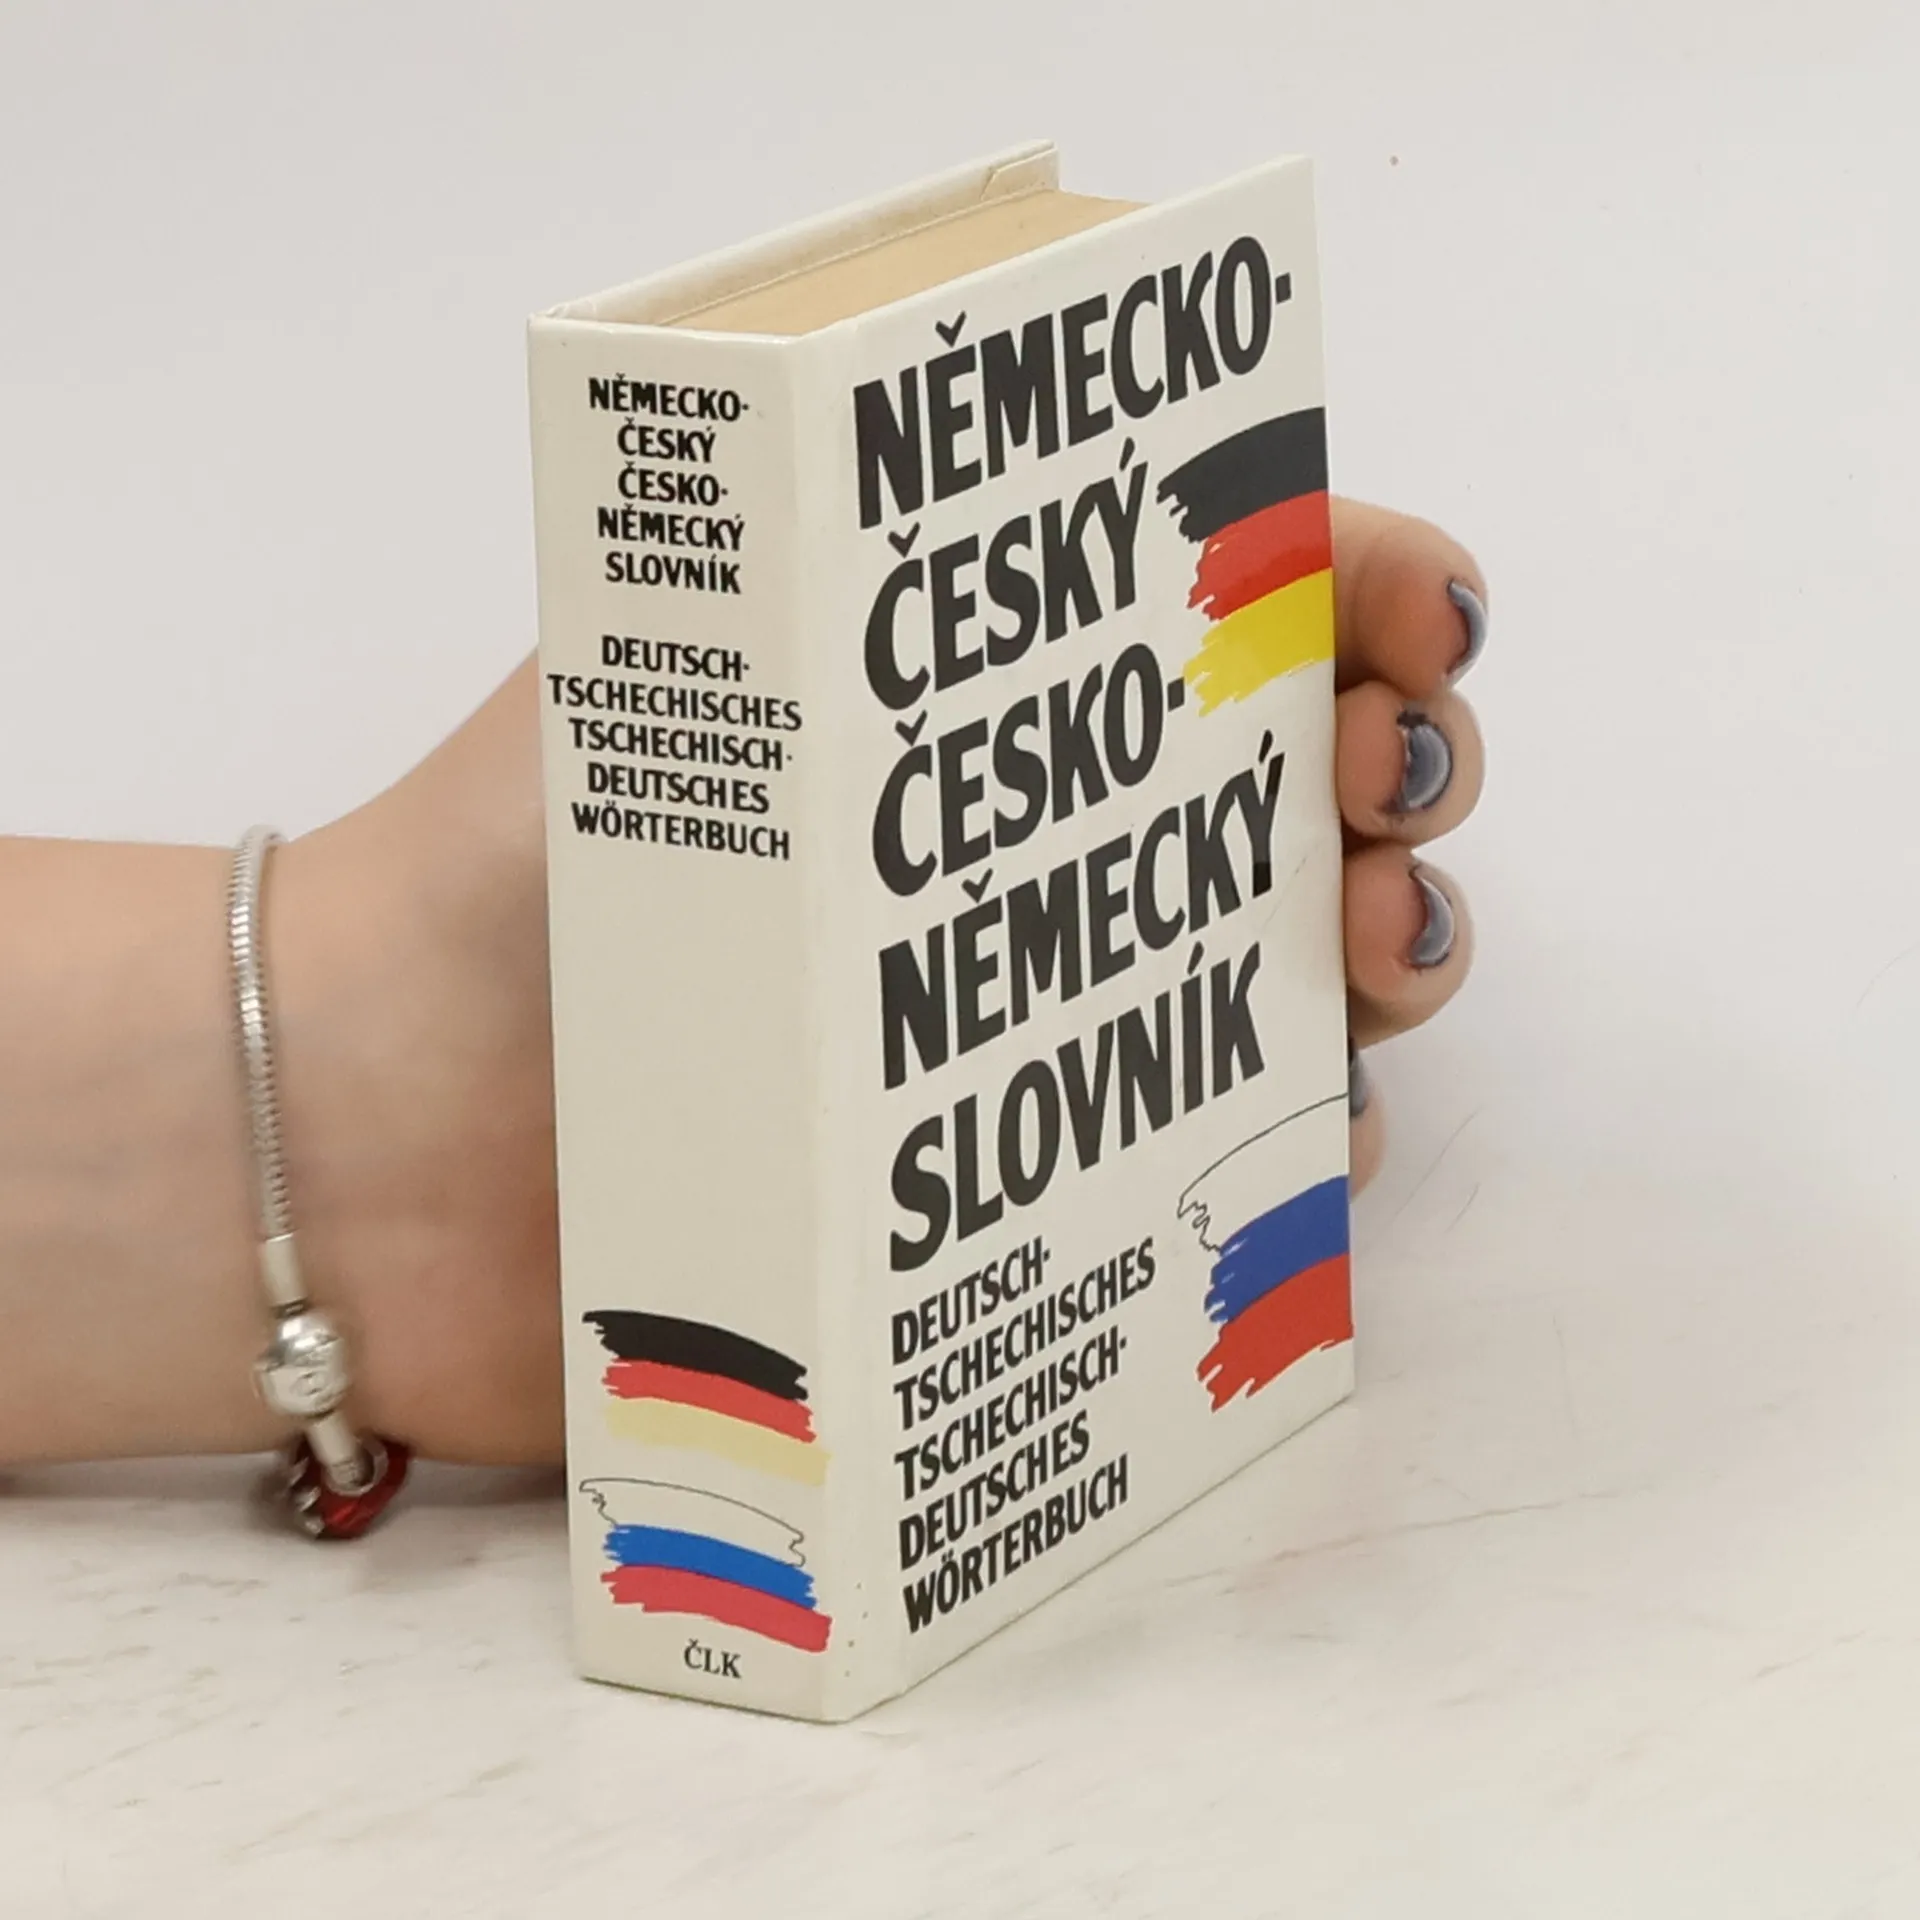 NĚMECKO-
ČESKÝ
ČESKO-
NĚMECKÝ
SLOVNÍK
DEUTSCH-
TSCHECHISCHES
TSCHECHISCH-
DEUTSCHES
WÖRTERBUCH
ČLK
NĚMECKO-
ČESKÝ
ČESKO-
NĚMECKÝ
SLOVNÍK
DEUTSCH-
TSCHECHISCHES
TSCHECHISCH-
DEUTSCHES
WÖRTERBUCH